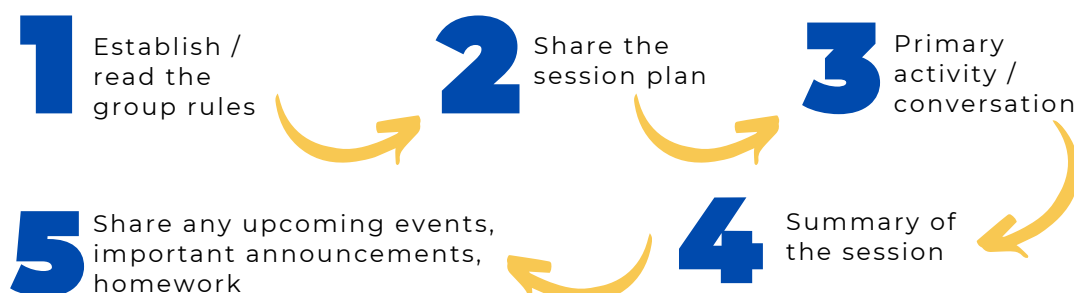 1
Establish /
read the
group rules
2
Share the
session plan
3
Primary
activity /
conversation
4
Summary of
the session
5
Share any upcoming events,
important announcements,
homework